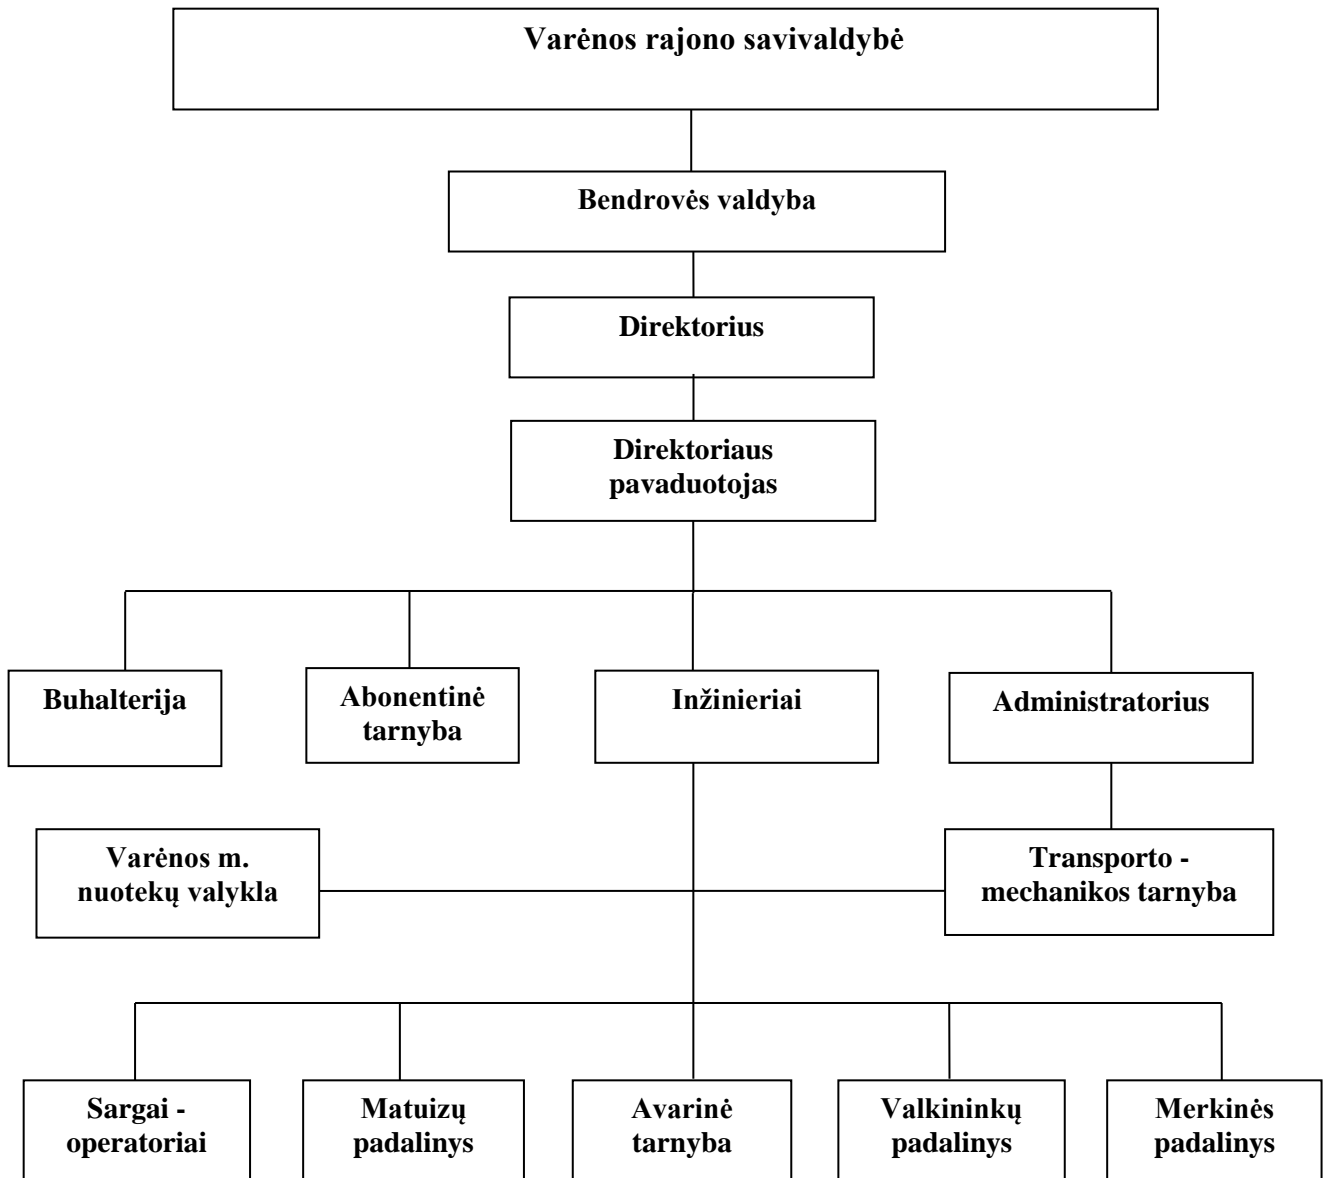 Varėnos rajono savivaldybė
Bendrovės valdyba
Direktorius
Direktoriaus
pavaduotojas
Buhalterija
Abonentinė
tarnyba
Inžinieriai
Administratorius
Varėnos m.
nuotekų valykla
Transporto -
mechanikos tarnyba
Sargai -
operatoriai
Matuizų
padalinys
Avarinė
tarnyba
Valkininkų
padalinys
Merkinės
padalinys